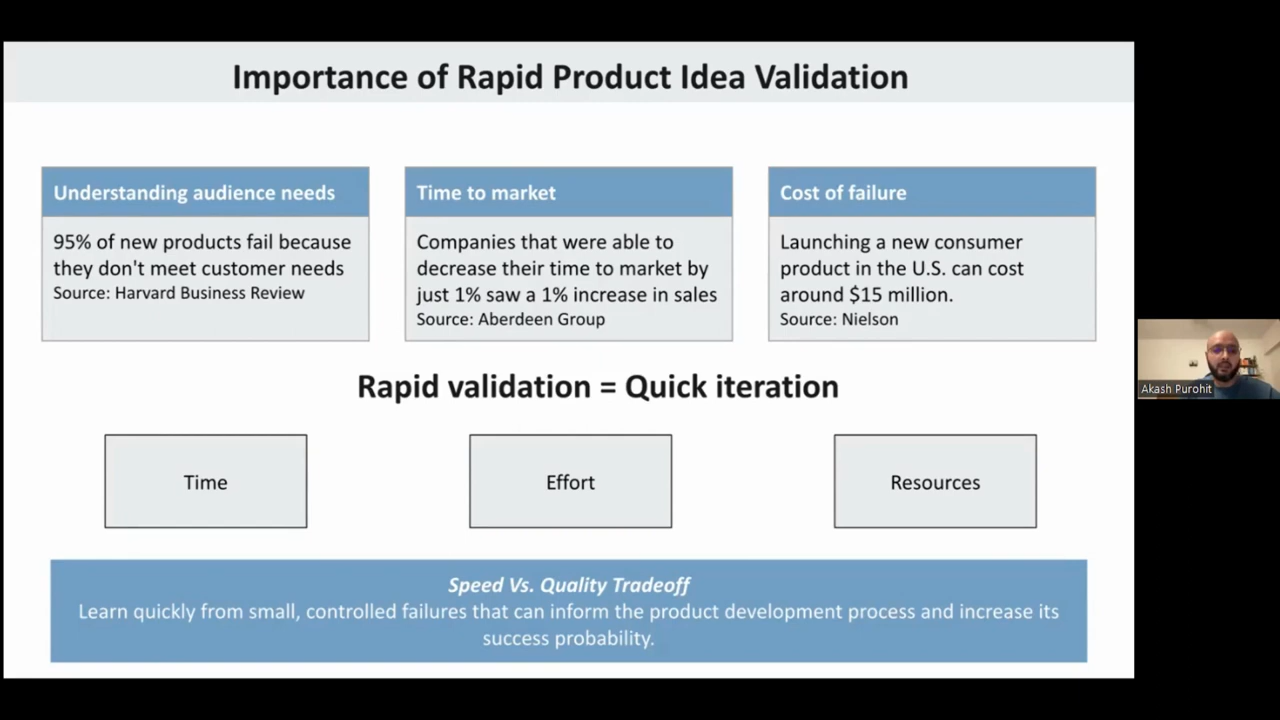 Importance of Rapid Product Idea Validation
Understanding audience needs
95% of new products fail because
they don't meet customer needs
Source: Harvard Business Review
Time to market
Companies that were able to
decrease their time to market by
just 1% saw a 1% increase in sales
Source: Aberdeen Group
Cost of failure
Launching a new consumer
product in the U.S. can cost
around $15 million.
Source: Nielson
Rapid validation = Quick iteration
Time
Effort
Resources
Speed Vs. Quality Tradeoff
Learn quickly from small, controlled failures that can inform the product development process and increase its
success probability.
Akash Purohit